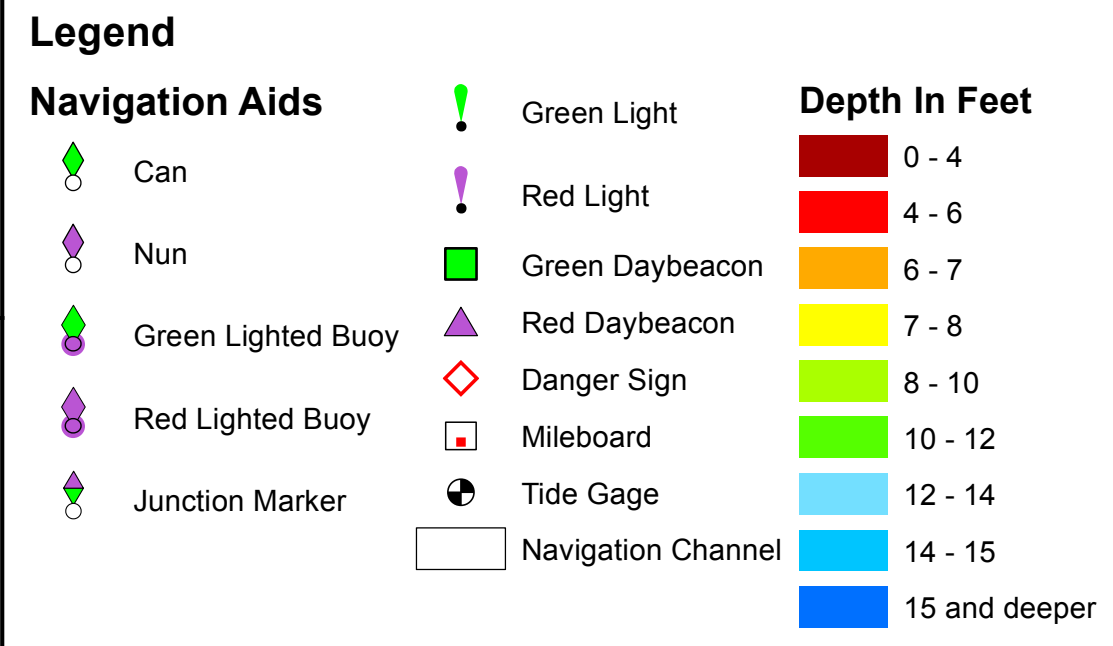 Legend
Navigation Aids
Can
Nun
Green Lighted Buoy
Red Lighted Buoy
Junction Marker
Green Light
Red Light
Green Daybeacon
Red Daybeacon
Danger Sign
Mileboard
Tide Gage
Navigation Channel
Depth In Feet
0 - 4
4 - 6
6 - 7
7 - 8
8 - 10
10 - 12
12 - 14
14 - 15
15 and deeper